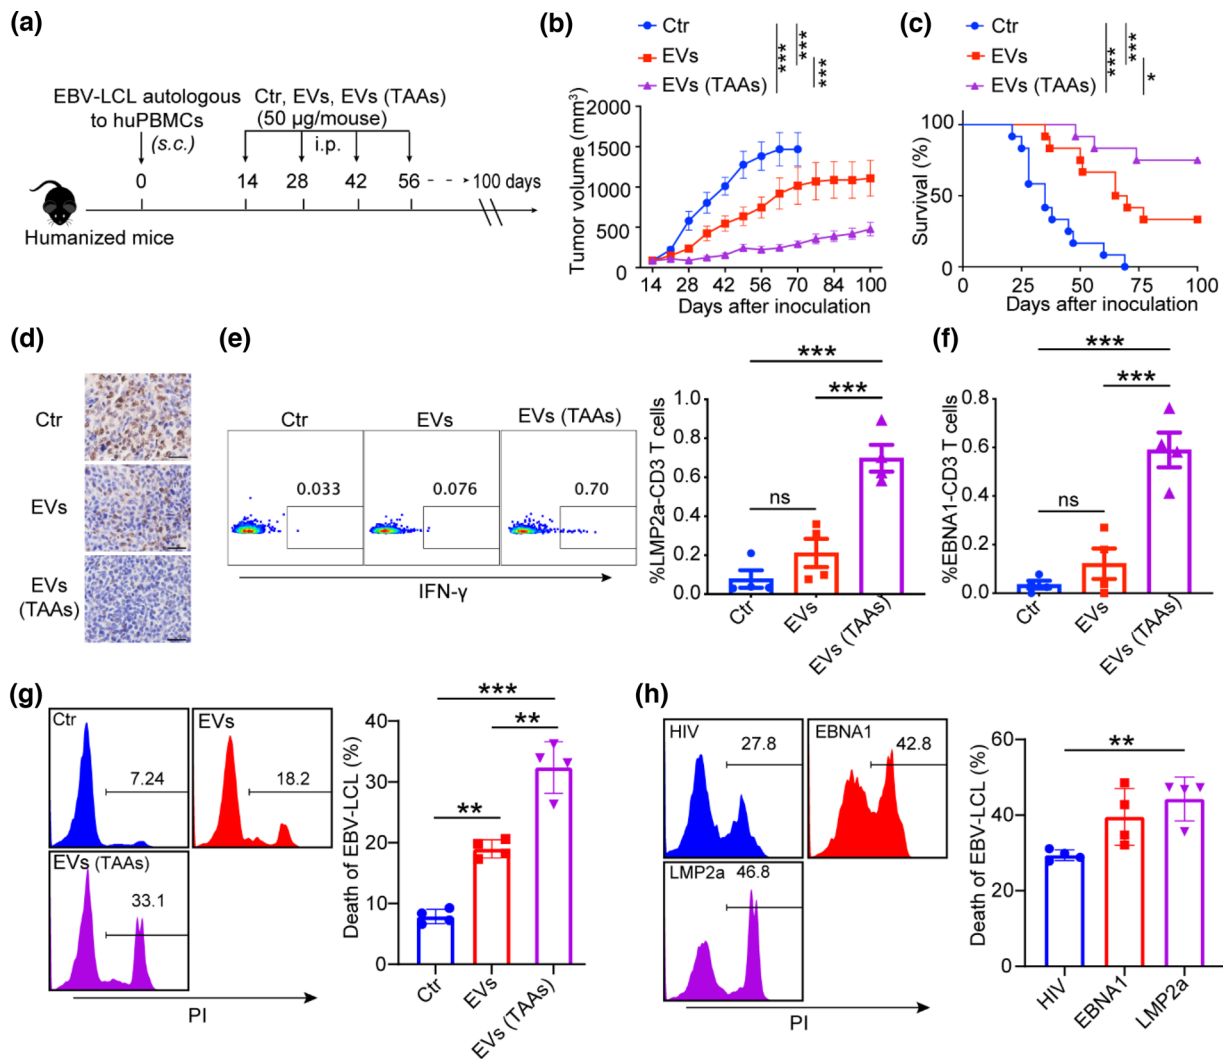 (a)
EBV-LCL autologous
to huPBMCs
(s.c.)
Ctr, EVs, EVs (TAAs)
(50 µg/mouse)
i.p.
0
14
28
42
56
100 days
Humanized mice
(b)
Ctr
EVs
EVs (TAAs)
***
***
***
Tumor volume (mm³)
2000
1500
1000
500
0
14 28 42 56 70 84 100
Days after inoculation
(c)
Ctr
EVs
EVs (TAAs)
***
***
*
Survival (%)
100
50
0
0 25 50 75 100
Days after inoculation
(d)
Ctr
EVs
EVs
(TAAs)
(e)
Ctr
EVs
EVs (TAAs)
0.033
0.076
0.70
IFN-γ
***
***
ns
%LMP2a-CD3 T cells
1.0
0.8
0.6
0.4
0.2
0.0
Ctr
EVs
EVs (TAAs)
(f)
***
***
ns
%EBNA1-CD3 T cells
0.8
0.6
0.4
0.2
0.0
Ctr
EVs
EVs (TAAs)
(g)
Ctr
7.24
EVs
18.2
EVs (TAAs)
33.1
PI
***
**
**
Death of EBV-LCL (%)
40
30
20
10
0
Ctr
EVs
EVs (TAAs)
(h)
HIV
27.8
EBNA1
42.8
LMP2a
46.8
PI
**
Death of EBV-LCL (%)
60
40
20
0
HIV
EBNA1
LMP2a